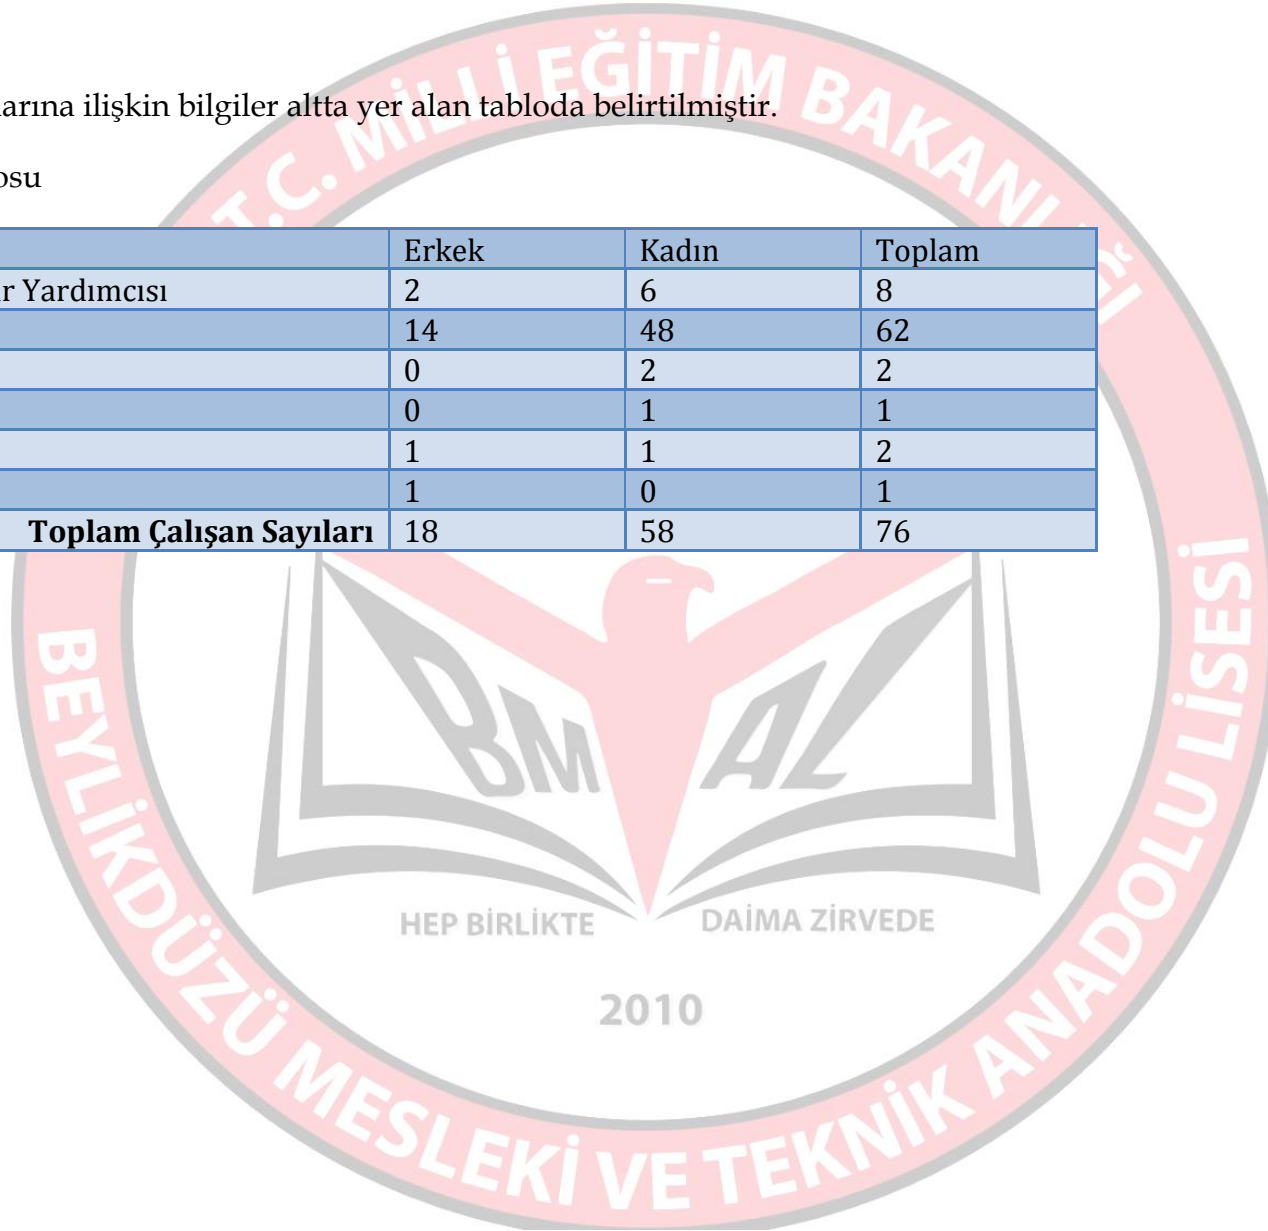 larına ilişkin bilgiler altta yer alan tabloda belirtilmiştir.
osu
Erkek Kadın Toplam
r Yardımcısı 2 6 8
14 48 62
0 2 2
0 1 1
1 1 2
1 0 1
Toplam Çalışan Sayıları 18 58 76
T.C. MİLLİ EĞİTİM BAKANLIĞI
BEYLİKDÜZÜ MESLEKİ VE TEKNİK ANADOLU LİSESİ
BM AL
HEP BİRLİKTE DAİMA ZİRVEDE
2010